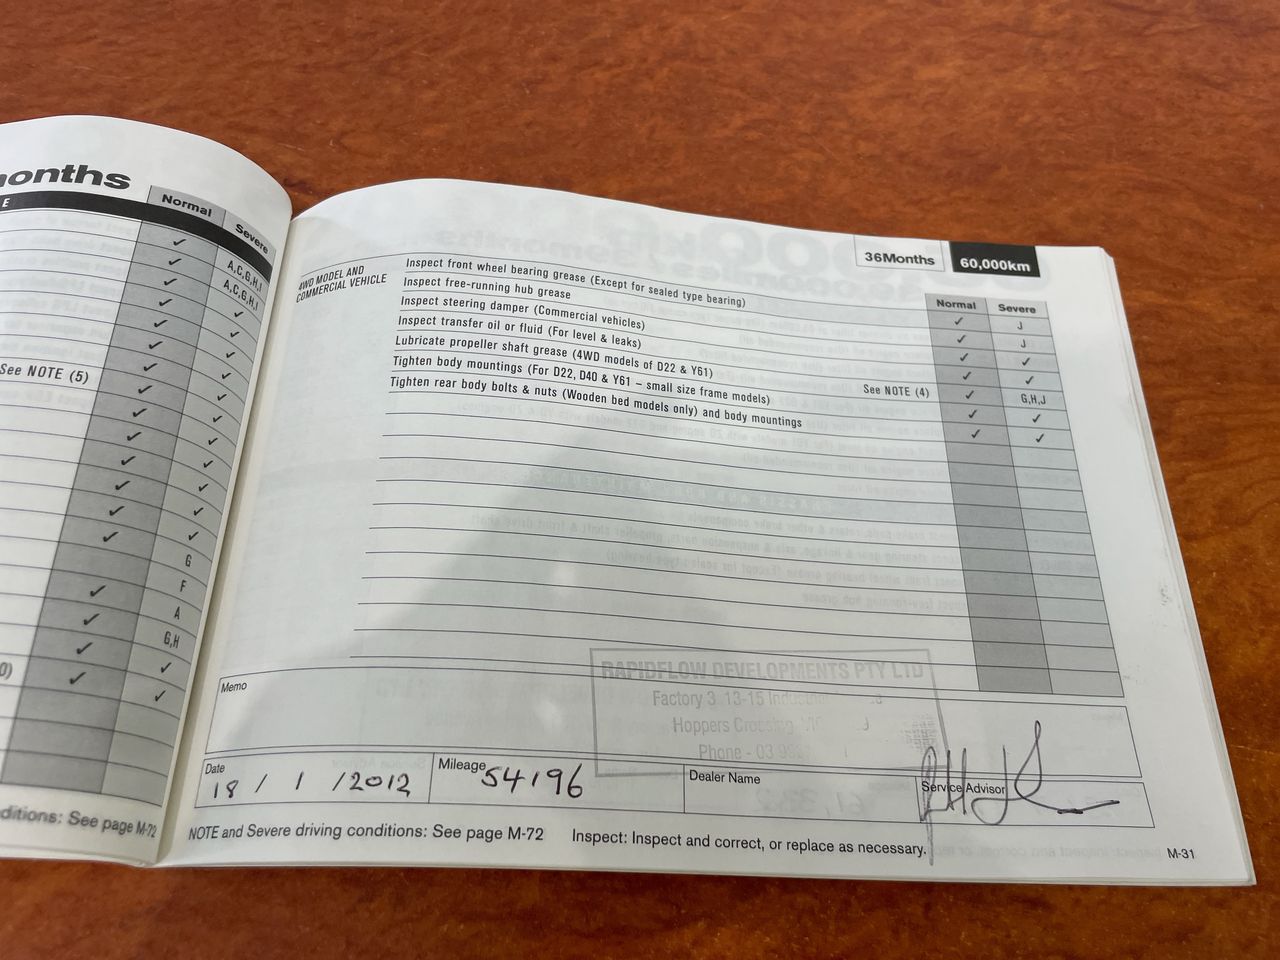 onths
E
Normal
Severe
A,C,G,H,I
A,C,G,H,I
See NOTE (5)
G
F
A
G,H
0)
ditions: See page M-72
36Months
60,000km
Normal
Severe
4WD MODEL AND
COMMERCIAL VEHICLE
Inspect front wheel bearing grease (Except for sealed type bearing)
✓ J
Inspect free-running hub grease
✓ J
Inspect steering damper (Commercial vehicles)
✓ ✓
Inspect transfer oil or fluid (For level & leaks)
✓ ✓
Lubricate propeller shaft grease (4WD models of D22 & Y61)
See NOTE (4)
✓ G,H,J
Tighten body mountings (For D22, D40 & Y61 – small size frame models)
✓ ✓
Tighten rear body bolts & nuts (Wooden bed models only) and body mountings
✓ ✓
Memo
RAPIDFLOW DEVELOPMENTS PTY LTD
Factory 3, 13-15
Hoppers Crossing
Phone - 03
Date
18 / 1 / 2012
Mileage
54196
Dealer Name
Service Advisor
NOTE and Severe driving conditions: See page M-72
Inspect: Inspect and correct, or replace as necessary.
M-31